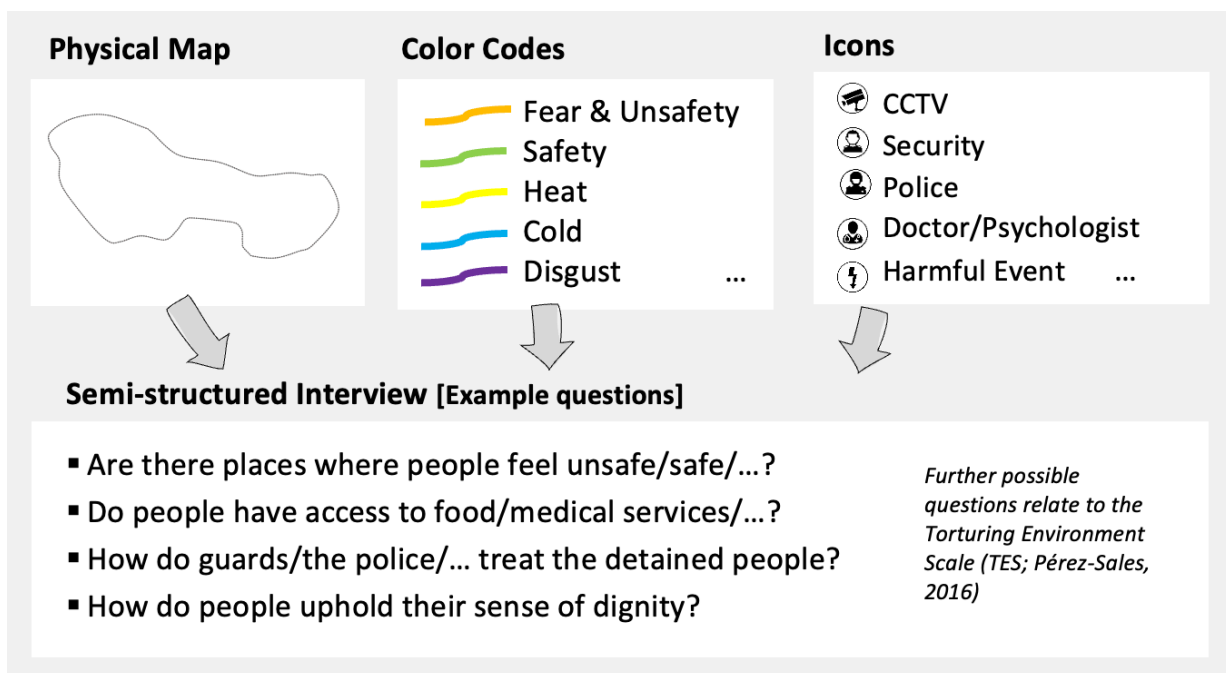 Physical Map
Color Codes
Icons
Fear & Unsafety
Safety
Heat
Cold
Disgust ...
CCTV
Security
Police
Doctor/Psychologist
Harmful Event ...
Semi-structured Interview [Example questions]
▪ Are there places where people feel unsafe/safe/…?
▪ Do people have access to food/medical services/…?
▪ How do guards/the police/… treat the detained people?
▪ How do people uphold their sense of dignity?
Further possible
questions relate to the
Torturing Environment
Scale (TES; Pérez-Sales,
2016)